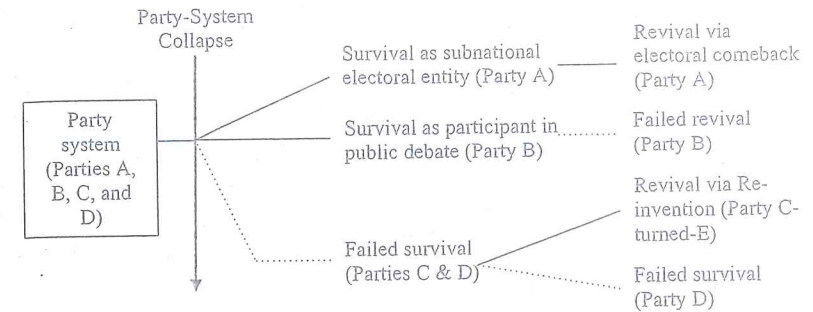 Party-System
Collapse
Party
system
(Parties A,
B, C, and
D)
Survival as subnational
electoral entity (Party A)
Revival via
electoral comeback
(Party A)
Survival as participant in
public debate (Party B)
Failed revival
(Party B)
Failed survival
(Parties C & D)
Revival via Re-
invention (Party C-
turned-E)
Failed survival
(Party D)